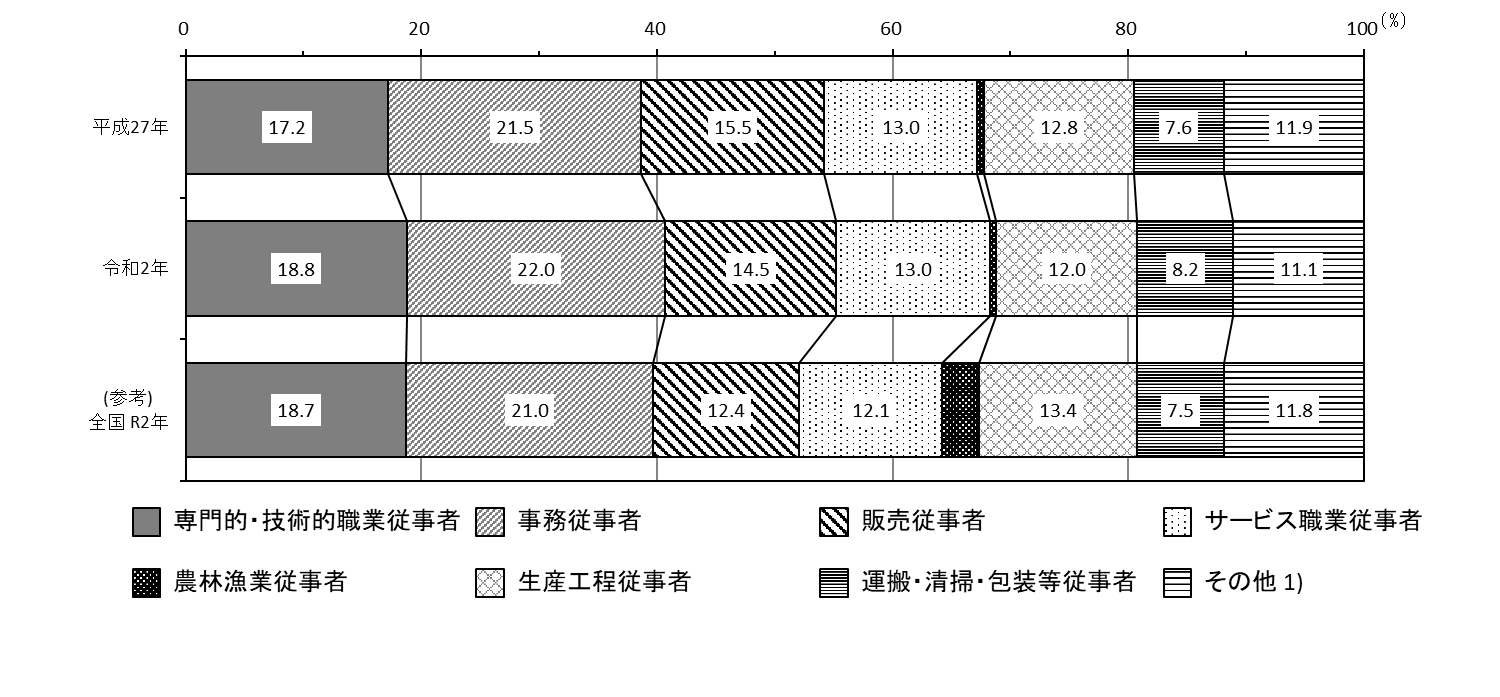 0 20 40 60 80 100 (%)
平成27年 17.2 21.5 15.5 13.0 12.8 7.6 11.9
令和2年 18.8 22.0 14.5 13.0 12.0 8.2 11.1
(参考)
全国 R2年 18.7 21.0 12.4 12.1 13.4 7.5 11.8
専門的・技術的職業従事者 事務従事者 販売従事者 サービス職業従事者
農林漁業従事者 生産工程従事者 運搬・清掃・包装等従事者 その他 1)